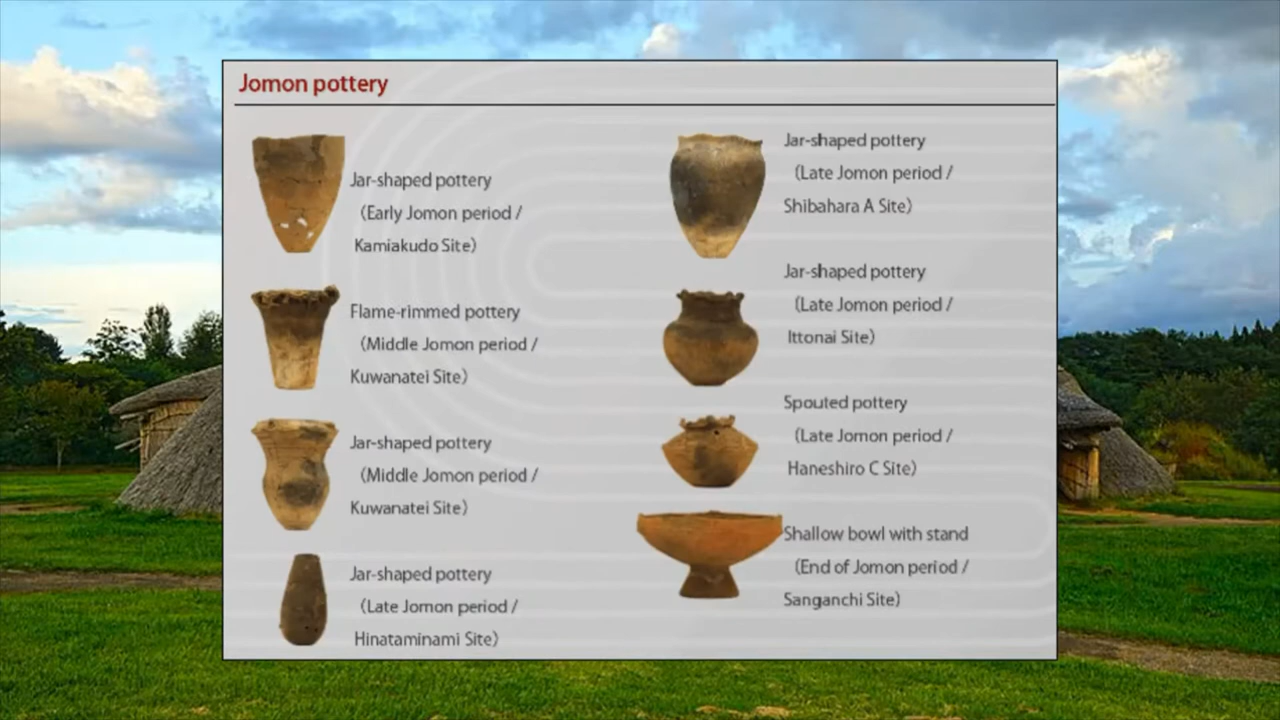 Jomon pottery
Jar-shaped pottery
(Early Jomon period /
Kamiakudo Site)
Flame-rimmed pottery
(Middle Jomon period /
Kuwanatei Site)
Jar-shaped pottery
(Middle Jomon period /
Kuwanatei Site)
Jar-shaped pottery
(Late Jomon period /
Hinataminami Site)
Jar-shaped pottery
(Late Jomon period /
Shibahara A Site)
Jar-shaped pottery
(Late Jomon period /
Ittonai Site)
Spouted pottery
(Late Jomon period /
Haneshiro C Site)
Shallow bowl with stand
(End of Jomon period /
Sanganchi Site)